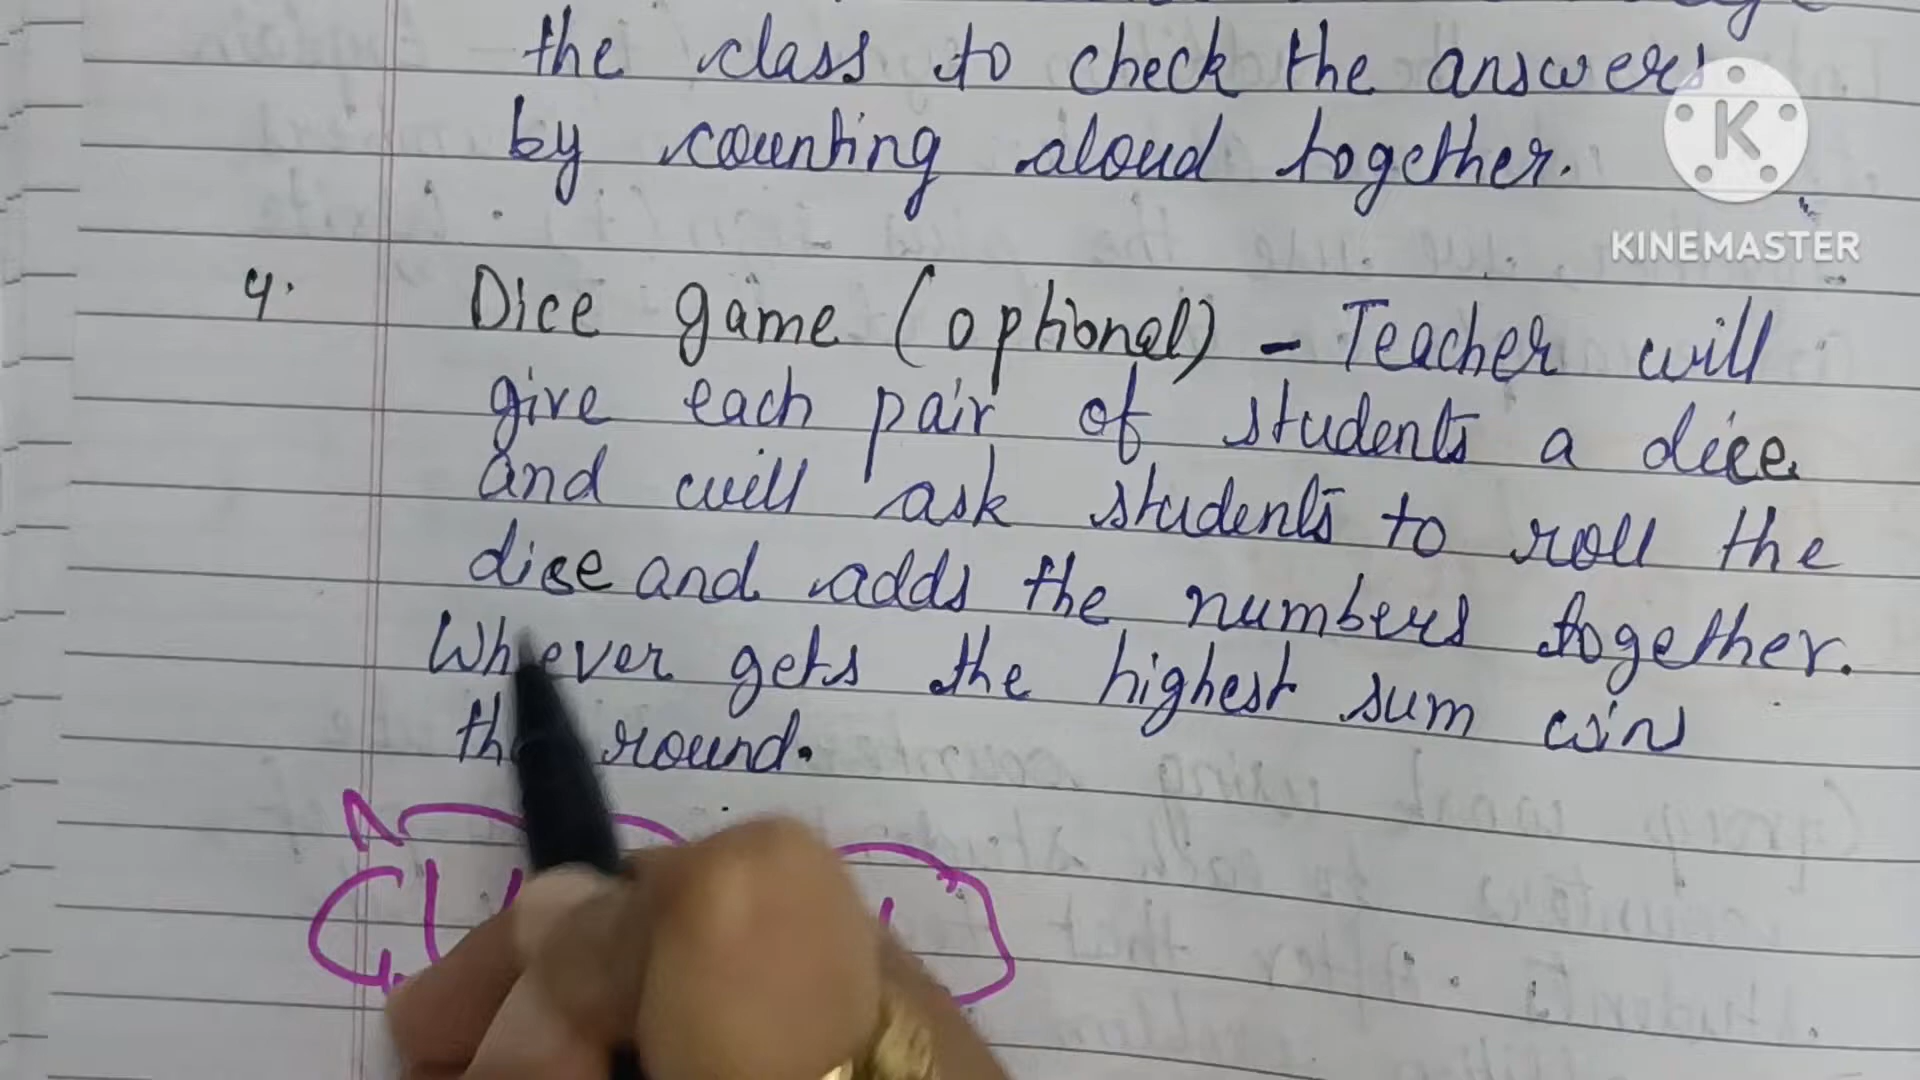 the class to check the answers
by counting aloud together.
4. Dice game (optional) - Teacher will
give each pair of students a dice
and will ask students to roll the
dice and adds the numbers together.
gets the highest sum win
round.
K
KINEMASTER